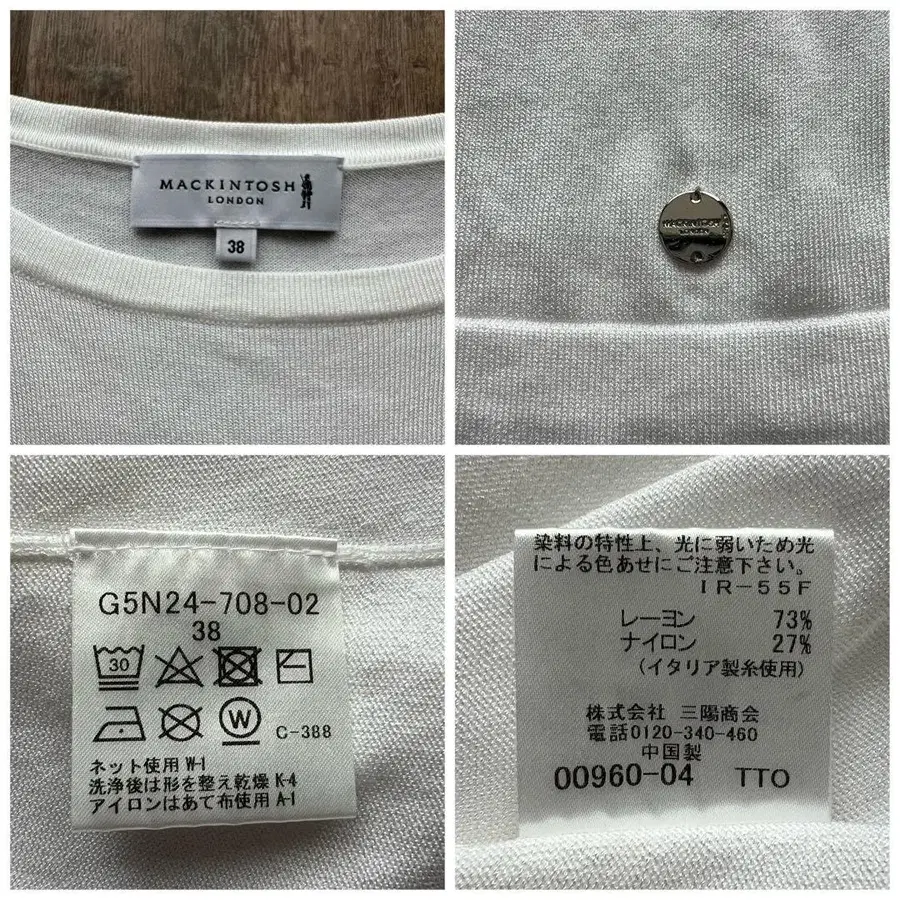 MACKINTOSH
LONDON
38
MACKINTOSH
LONDON
G5N24-708-02
38
30
W
C-388
ネット使用 W-I
洗浄後は形を整え乾燥 K-4
アイロンはあて布使用 A-I
染料の特性上、光に弱いため光
による色あせにご注意下さい。
IR-55F
レーヨン 73%
ナイロン 27%
(イタリア製糸使用)
株式会社 三陽商会
電話0120-340-460
中国製
00960-04 TTO